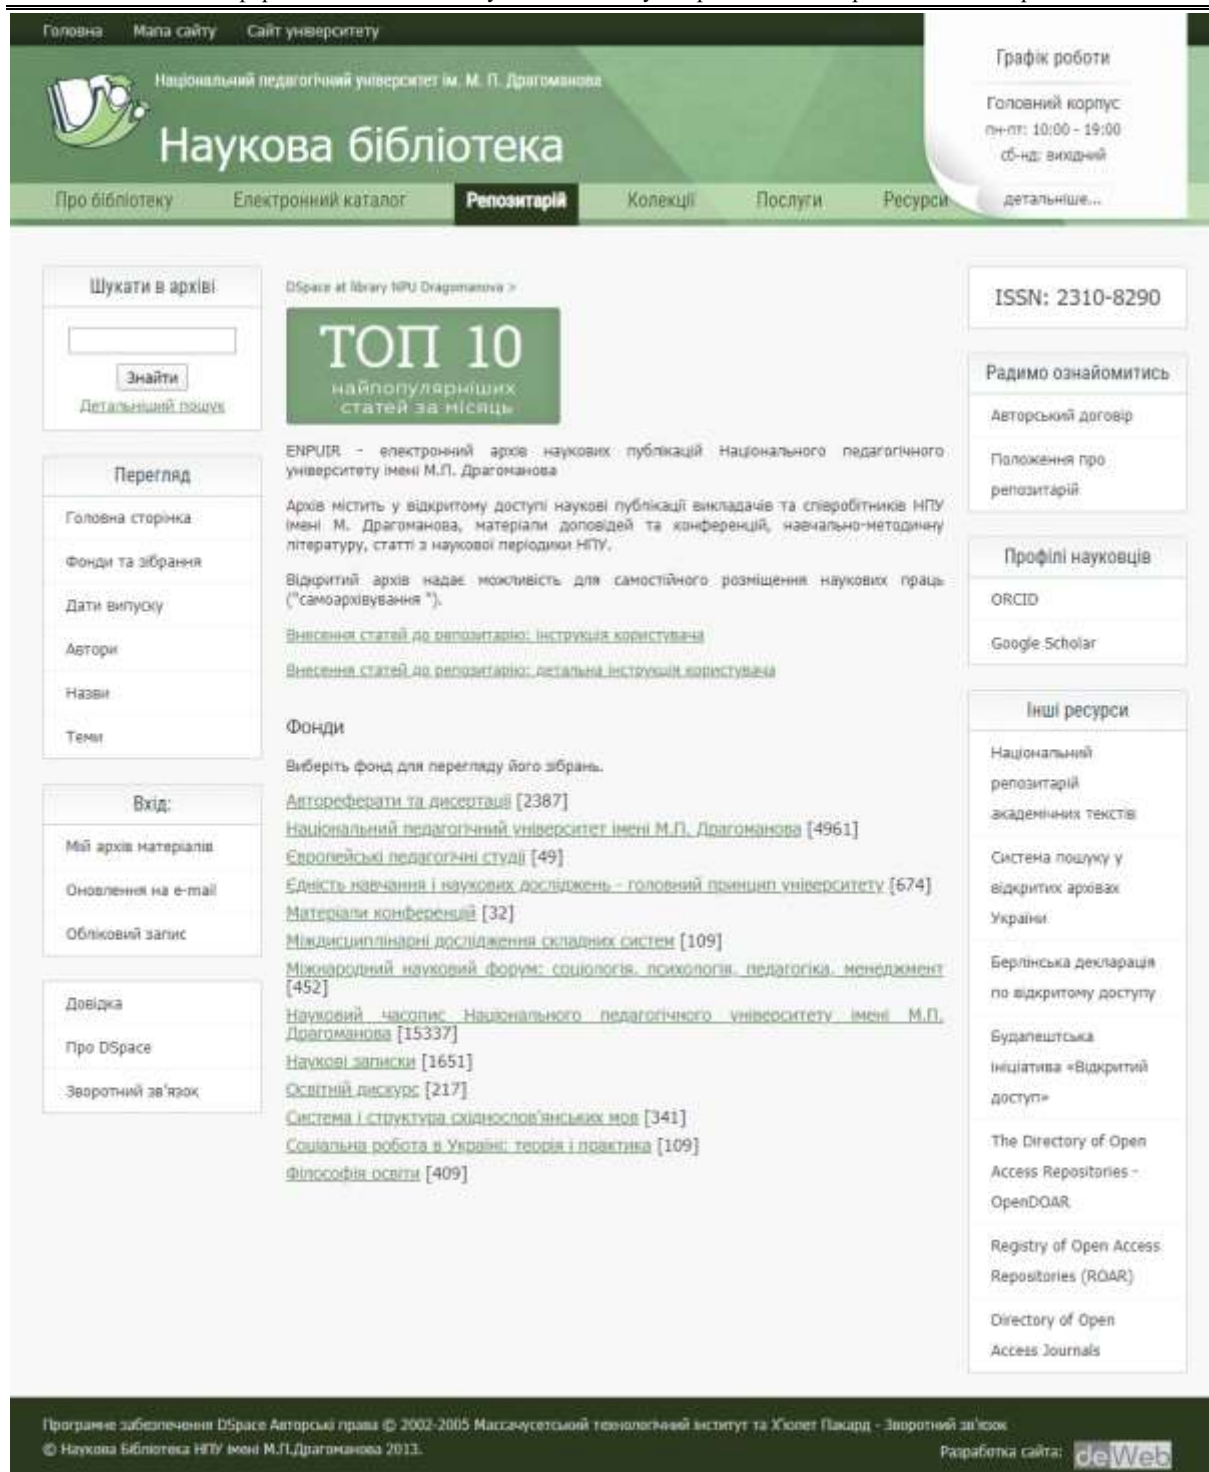 Головна Мапа сайту Сайт університету
Національний педагогічний університет ім. М. П. Драгоманова
Наукова бібліотека
Графік роботи
Головний корпус
пн-пт: 10:00 - 19:00
сб-нд: вихідний
детальніше...
Про бібліотеку Електронний каталог Репозитарій Колекції Послуги Ресурси
Шукати в архіві
Знайти
Детальніший пошук
Перегляд
Головна сторінка
Фонди та зібрання
Дати випуску
Автори
Назви
Теми
Вхід:
Мій архів матеріалів
Оновлення на e-mail
Обліковий запис
Довідка
Про DSpace
Зворотний зв'язок
DSpace at library NPU Dragomanova >
ТОП 10
найпопулярніших
статей за місяць
ENPUIR - електронний архів наукових публікацій Національного педагогічного
університету імені М.П. Драгоманова
Архів містить у відкритому доступі наукові публікації викладачів та співробітників НПУ
імені М. Драгоманова, матеріали доповідей та конференцій, навчально-методичну
літературу, статті з наукової періодики НПУ.
Відкритий архів надає можливість для самостійного розміщення наукових праць
("самоархівування ").
Внесення статей до репозитарію: інструкція користувача
Внесення статей до репозитарію: детальна інструкція користувача
Фонди
Виберіть фонд для перегляду його зібрань.
Автореферати та дисертації [2387]
Національний педагогічний університет імені М.П. Драгоманова [4961]
Європейські педагогічні студії [49]
Єдність навчання і наукових досліджень - головний принцип університету [674]
Матеріали конференцій [32]
Міждисциплінарні дослідження складних систем [109]
Міжнародний науковий форум: соціологія, психологія, педагогіка, менеджмент
[452]
Науковий часопис Національного педагогічного університету імені М.П.
Драгоманова [15337]
Наукові записки [1651]
Освітній дискурс [217]
Система і структура східнослов'янських мов [341]
Соціальна робота в Україні: теорія і практика [109]
Філософія освіти [409]
ISSN: 2310-8290
Радимо ознайомитись
Авторський договір
Положення про
репозитарій
Профілі науковців
ORCID
Google Scholar
Інші ресурси
Національний
репозитарій
академічних текстів
Система пошуку у
відкритих архівах
України
Берлінська декларація
по відкритому доступу
Будапештська
ініціатива «Відкритий
доступ»
The Directory of Open
Access Repositories -
OpenDOAR
Registry of Open Access
Repositories (ROAR)
Directory of Open
Access Journals
Програмне забезпечення DSpace Авторські права © 2002-2005 Массачусетський технологічний інститут та Х'юлет Пакард - Зворотний зв'язок
© Наукова Бібліотека НПУ імені М.П.Драгоманова 2013.
Разработка сайта: deWeb